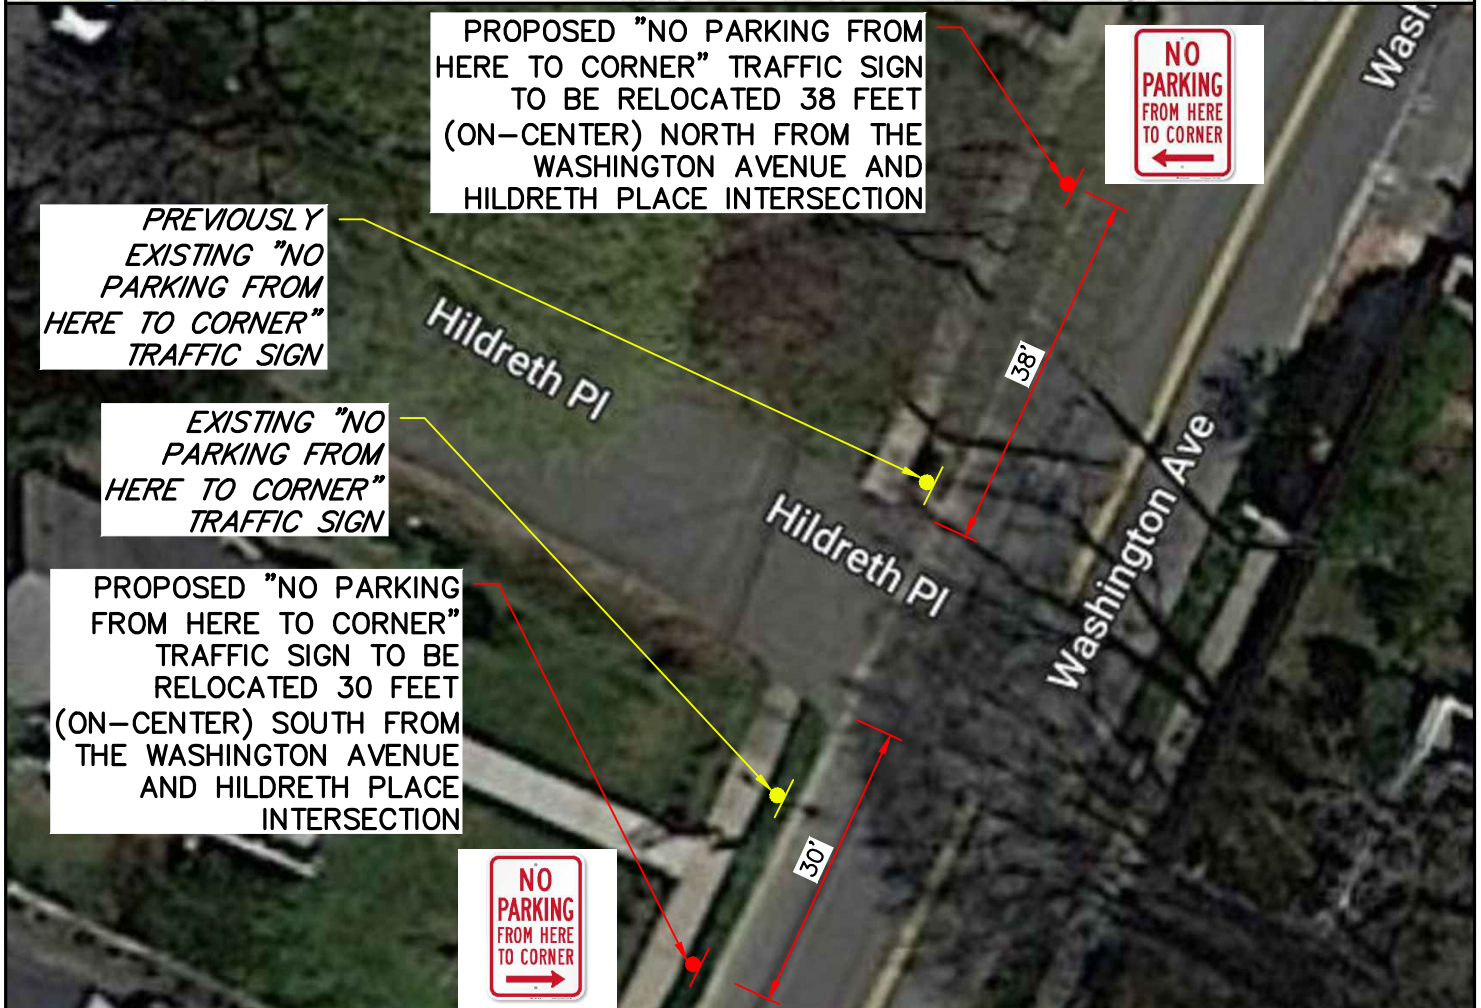 PROPOSED "NO PARKING FROM
HERE TO CORNER" TRAFFIC SIGN
TO BE RELOCATED 38 FEET
(ON-CENTER) NORTH FROM THE
WASHINGTON AVENUE AND
HILDRETH PLACE INTERSECTION
NO
PARKING
FROM HERE
TO CORNER
Wash
PREVIOUSLY
EXISTING "NO
PARKING FROM
HERE TO CORNER"
TRAFFIC SIGN
Hildreth Pl
38'
EXISTING "NO
PARKING FROM
HERE TO CORNER"
TRAFFIC SIGN
Hildreth Pl
Washington Ave
PROPOSED "NO PARKING
FROM HERE TO CORNER"
TRAFFIC SIGN TO BE
RELOCATED 30 FEET
(ON-CENTER) SOUTH FROM
THE WASHINGTON AVENUE
AND HILDRETH PLACE
INTERSECTION
30'
NO
PARKING
FROM HERE
TO CORNER